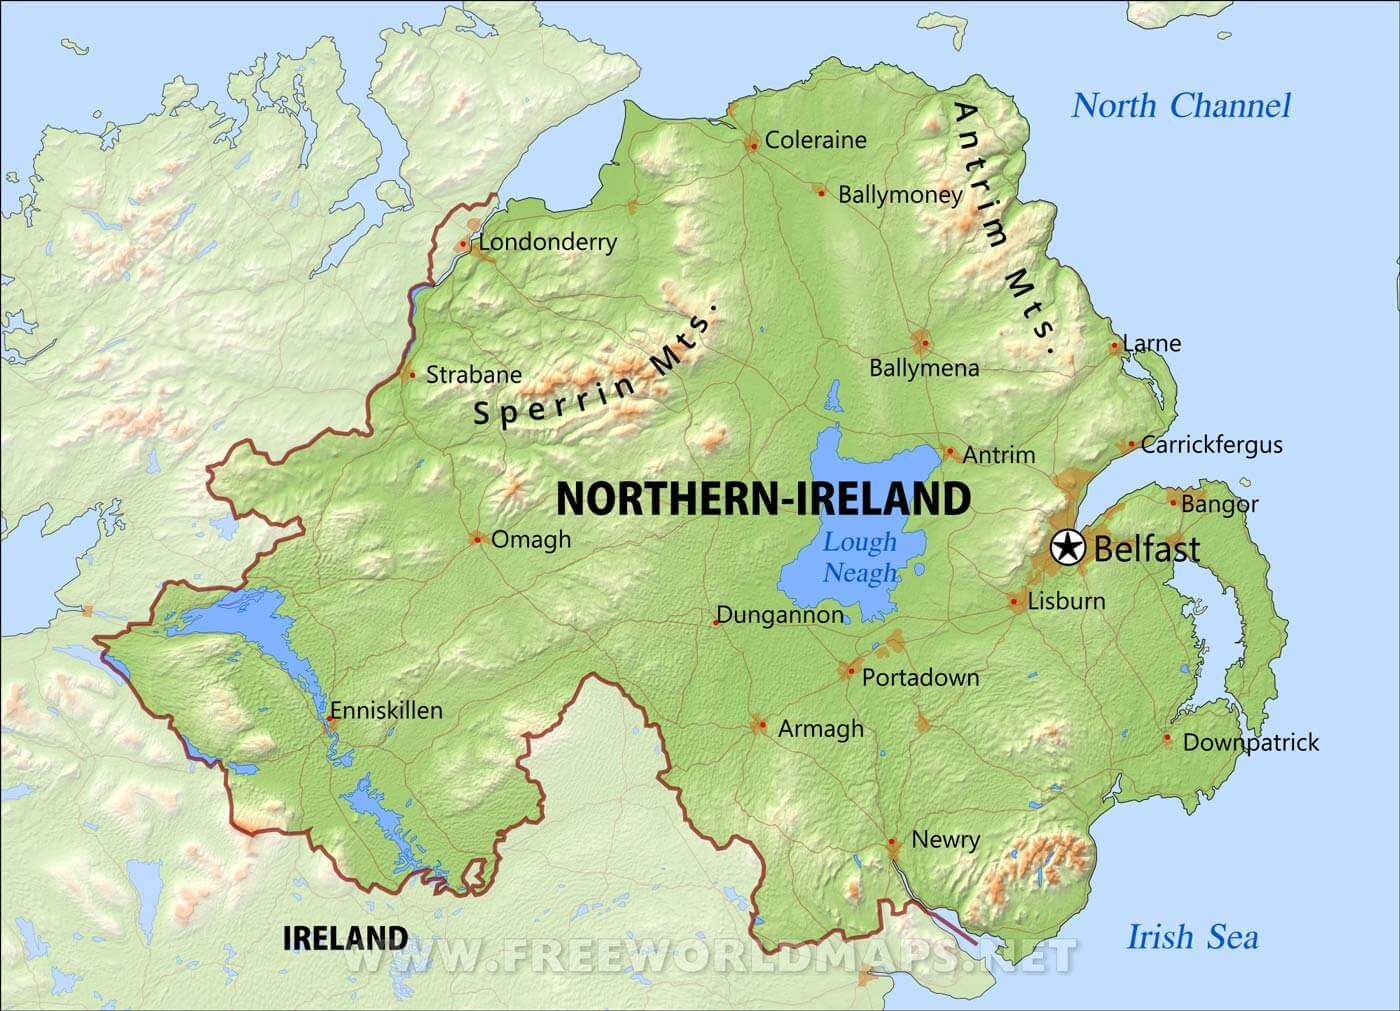 North Channel
Antrim Mts.
Coleraine
Ballymoney
Londonderry
Larne
Ballymena
Strabane
Sperrin Mts.
Carrickfergus
Antrim
NORTHERN-IRELAND
Bangor
Omagh
Lough
Neagh
Belfast
Lisburn
Dungannon
Portadown
Enniskillen
Armagh
Downpatrick
Newry
IRELAND
Irish Sea
WWW.FREEWORLDMAPS.NET